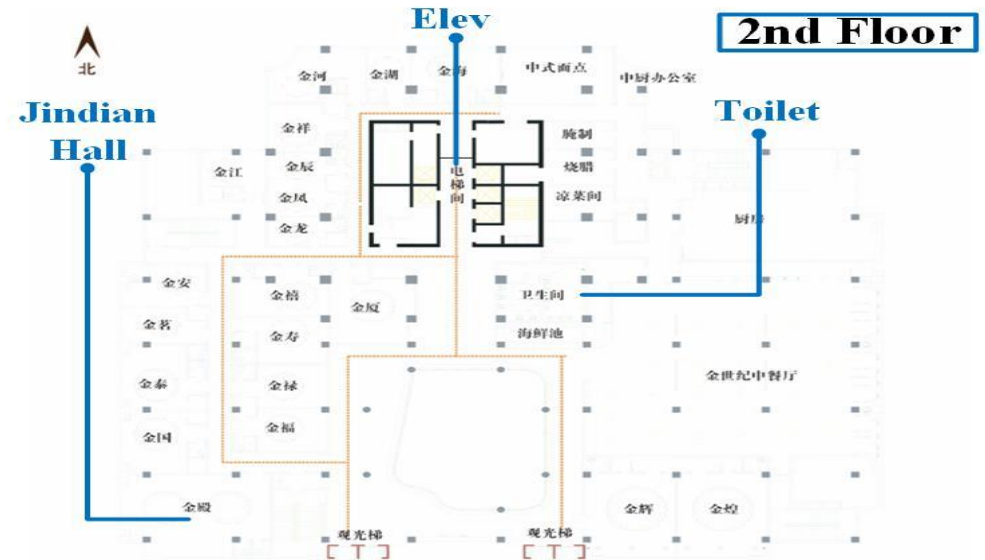 Elev
2nd Floor
北
Jindian
Hall
Toilet
金河
金湖
金海
中式面点
中厨办公室
金祥
腌制
金江
金辰
电梯间
烧腊
金凤
凉菜间
金龙
厨房
金安
金禧
金厦
卫生间
金茗
金寿
海鲜池
金泰
金禄
金世纪中餐厅
金国
金福
金殿
金辉
金煌
观光梯
观光梯